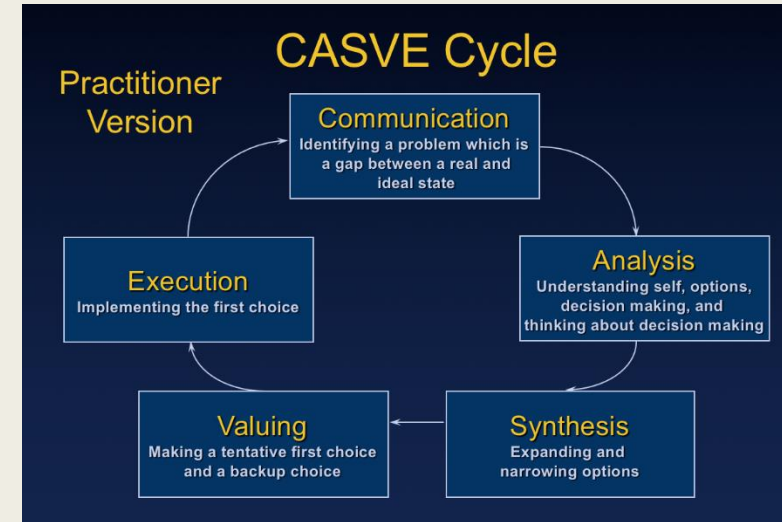 CASVE Cycle
Practitioner
Version
Communication
Identifying a problem which is
a gap between a real and
ideal state
Analysis
Understanding self, options,
decision making, and
thinking about decision making
Synthesis
Expanding and
narrowing options
Valuing
Making a tentative first choice
and a backup choice
Execution
Implementing the first choice